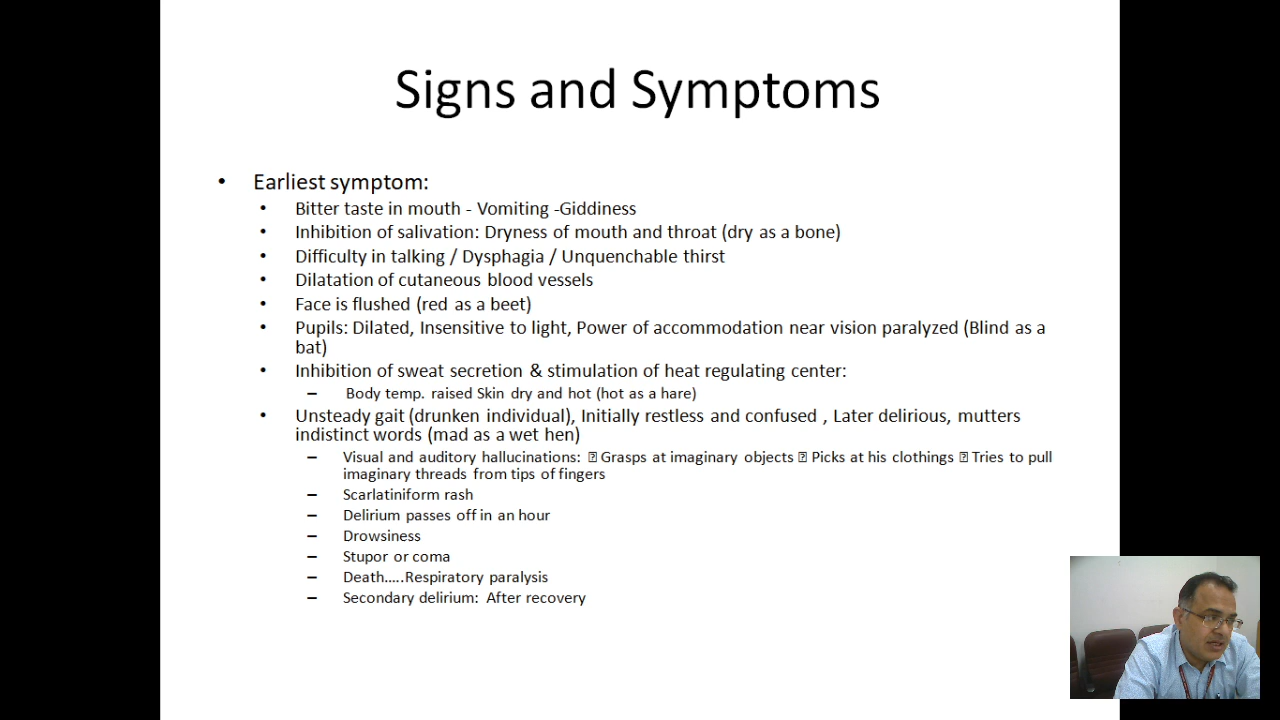 Signs and Symptoms
• Earliest symptom:
• Bitter taste in mouth - Vomiting -Giddiness
• Inhibition of salivation: Dryness of mouth and throat (dry as a bone)
• Difficulty in talking / Dysphagia / Unquenchable thirst
• Dilatation of cutaneous blood vessels
• Face is flushed (red as a beet)
• Pupils: Dilated, Insensitive to light, Power of accommodation near vision paralyzed (Blind as a
bat)
• Inhibition of sweat secretion & stimulation of heat regulating center:
– Body temp. raised Skin dry and hot (hot as a hare)
• Unsteady gait (drunken individual), Initially restless and confused , Later delirious, mutters
indistinct words (mad as a wet hen)
– Visual and auditory hallucinations: ⍰ Grasps at imaginary objects ⍰ Picks at his clothings ⍰ Tries to pull
imaginary threads from tips of fingers
– Scarlatiniform rash
– Delirium passes off in an hour
– Drowsiness
– Stupor or coma
– Death.....Respiratory paralysis
– Secondary delirium: After recovery